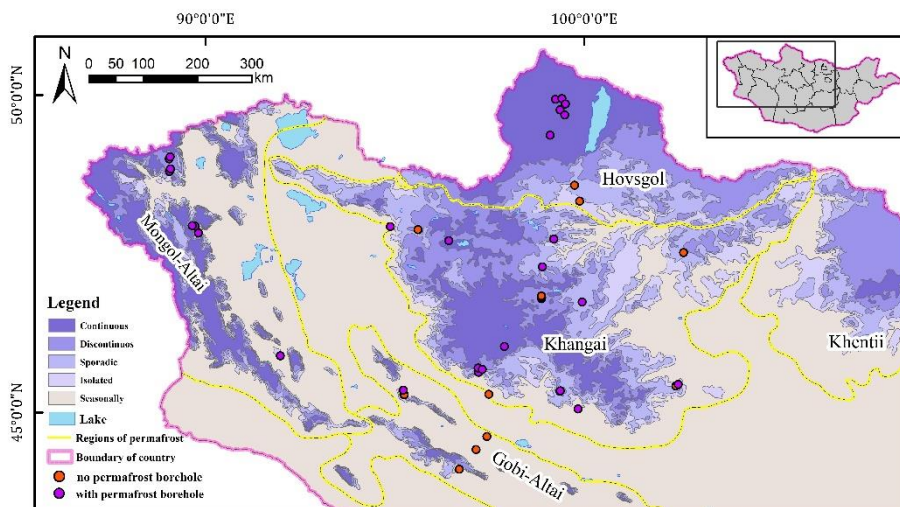 90°0'0"E 100°0'0"E
N
0 50 100 200 300
km
50°0'0"N
Hovsgol
Mongol-Altai
Legend
Continuous
Discontinuos
Sporadic
Isolated
Seasonally
Lake
Regions of permafrost
Boundary of country
no permafrost borehole
with permafrost borehole
Khangai
Khentii
45°0'0"N
Gobi-Altai